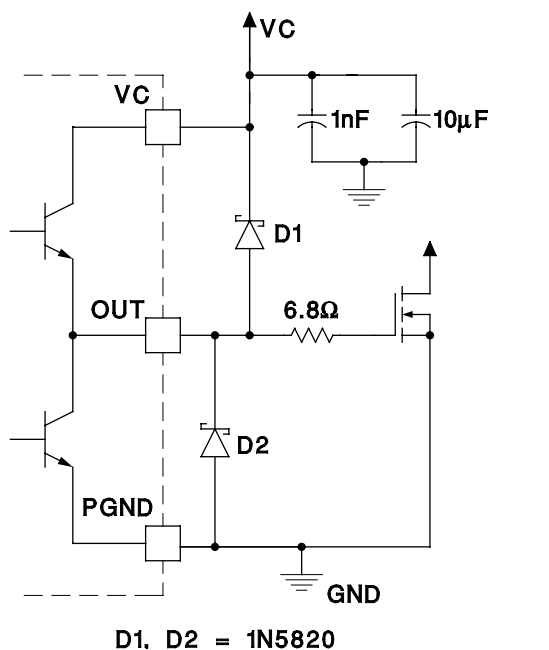 VC
VC
1nF
10µF
D1
OUT
6.8Ω
D2
PGND
GND
D1, D2 = 1N5820